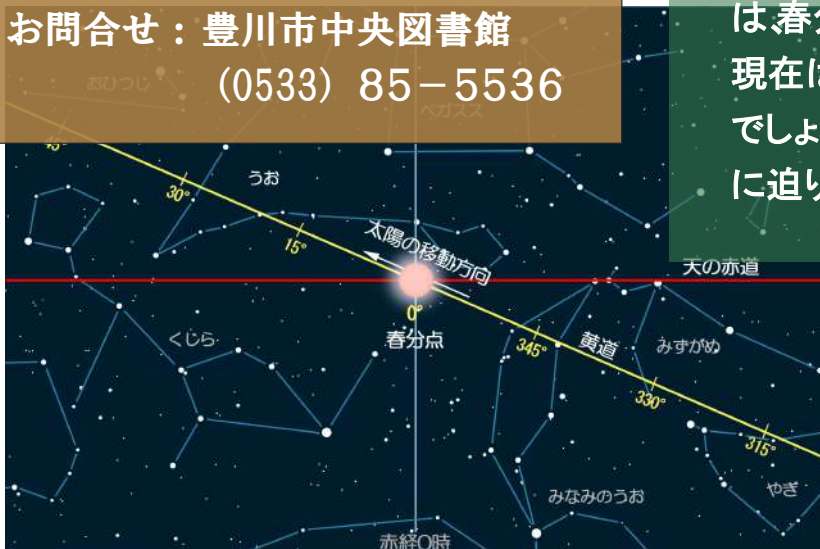 お問合せ：豊川市中央図書館
(0533) 85－5536
は、春分
現在は
でしょ
に迫り
おひつじ
ペガスス
45°
30°
うお
15°
太陽の移動方向
天の赤道
0°
春分点
くじら
345°
黄道
みずがめ
330°
315°
やぎ
みなみのうお
赤経0時